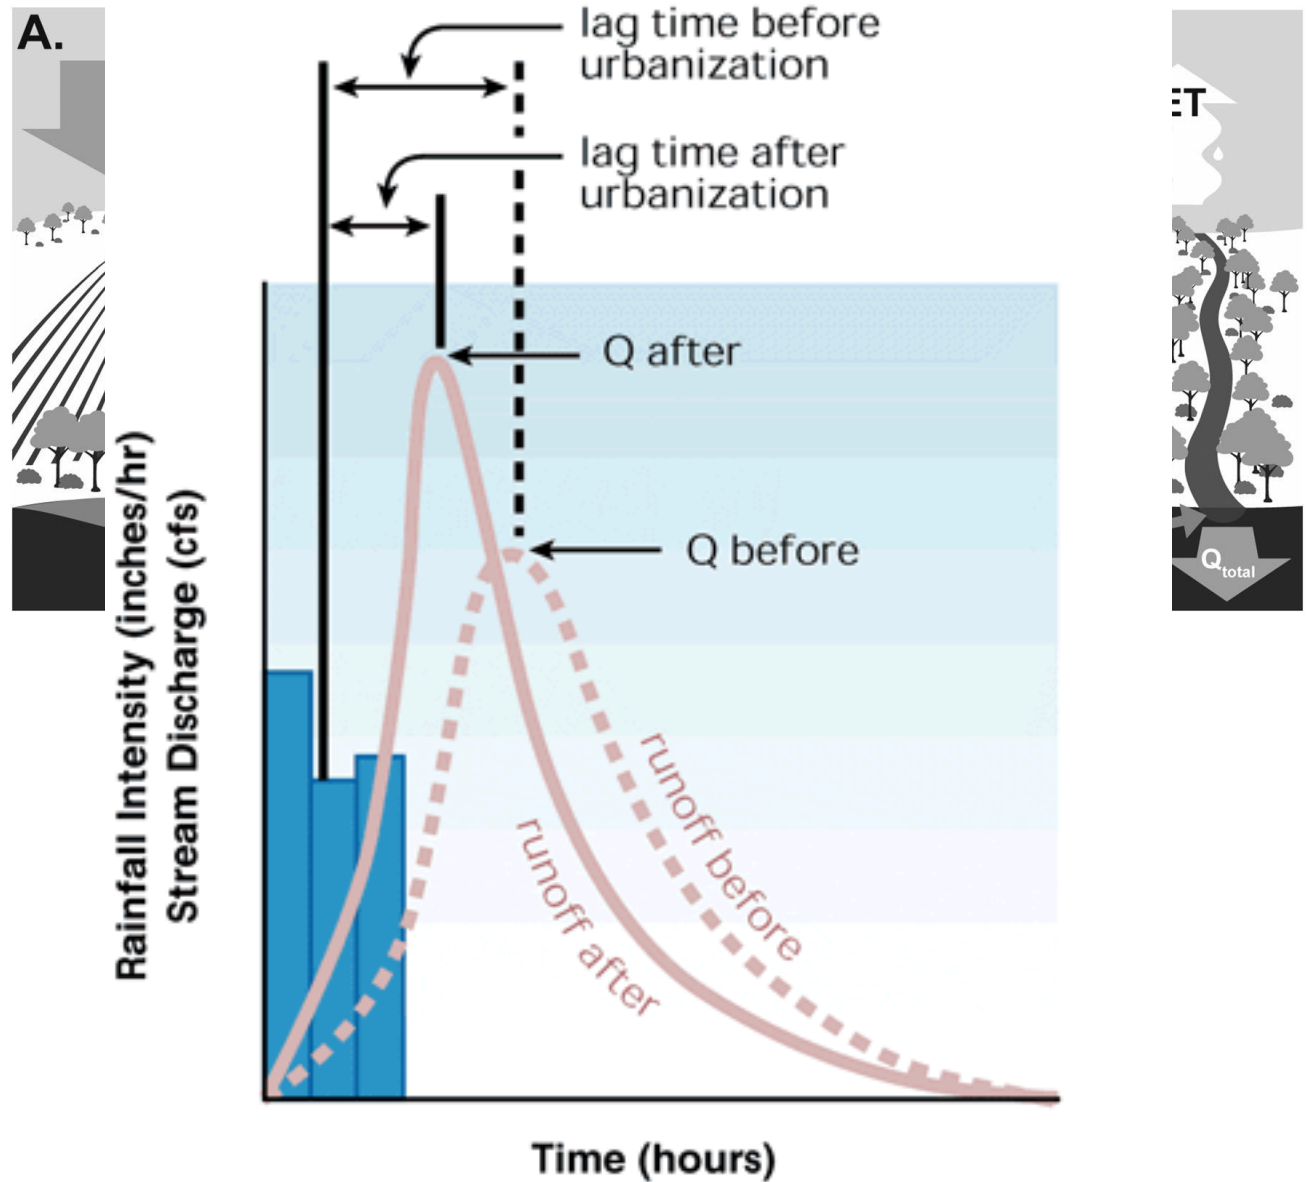 A.
lag time before
urbanization
lag time after
urbanization
ET
Q after
Q before
Q total
Rainfall Intensity (inches/hr)
Stream Discharge (cfs)
runoff before
runoff after
Time (hours)